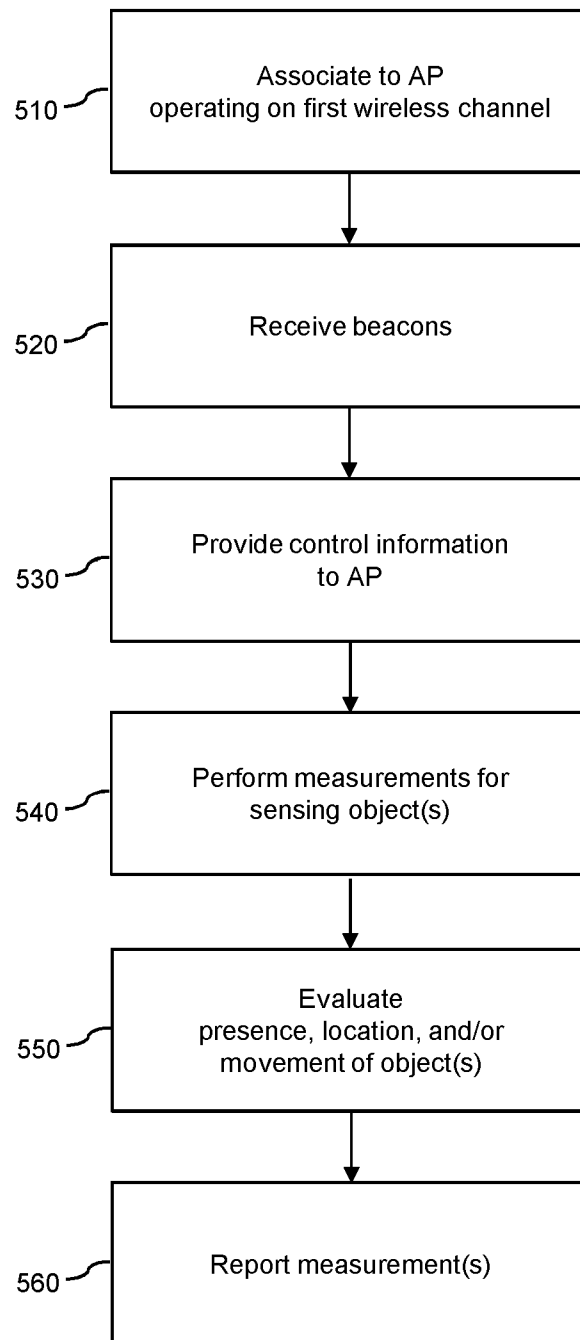 510
Associate to AP
operating on first wireless channel
520
Receive beacons
530
Provide control information
to AP
540
Perform measurements for
sensing object(s)
550
Evaluate
presence, location, and/or
movement of object(s)
560
Report measurement(s)